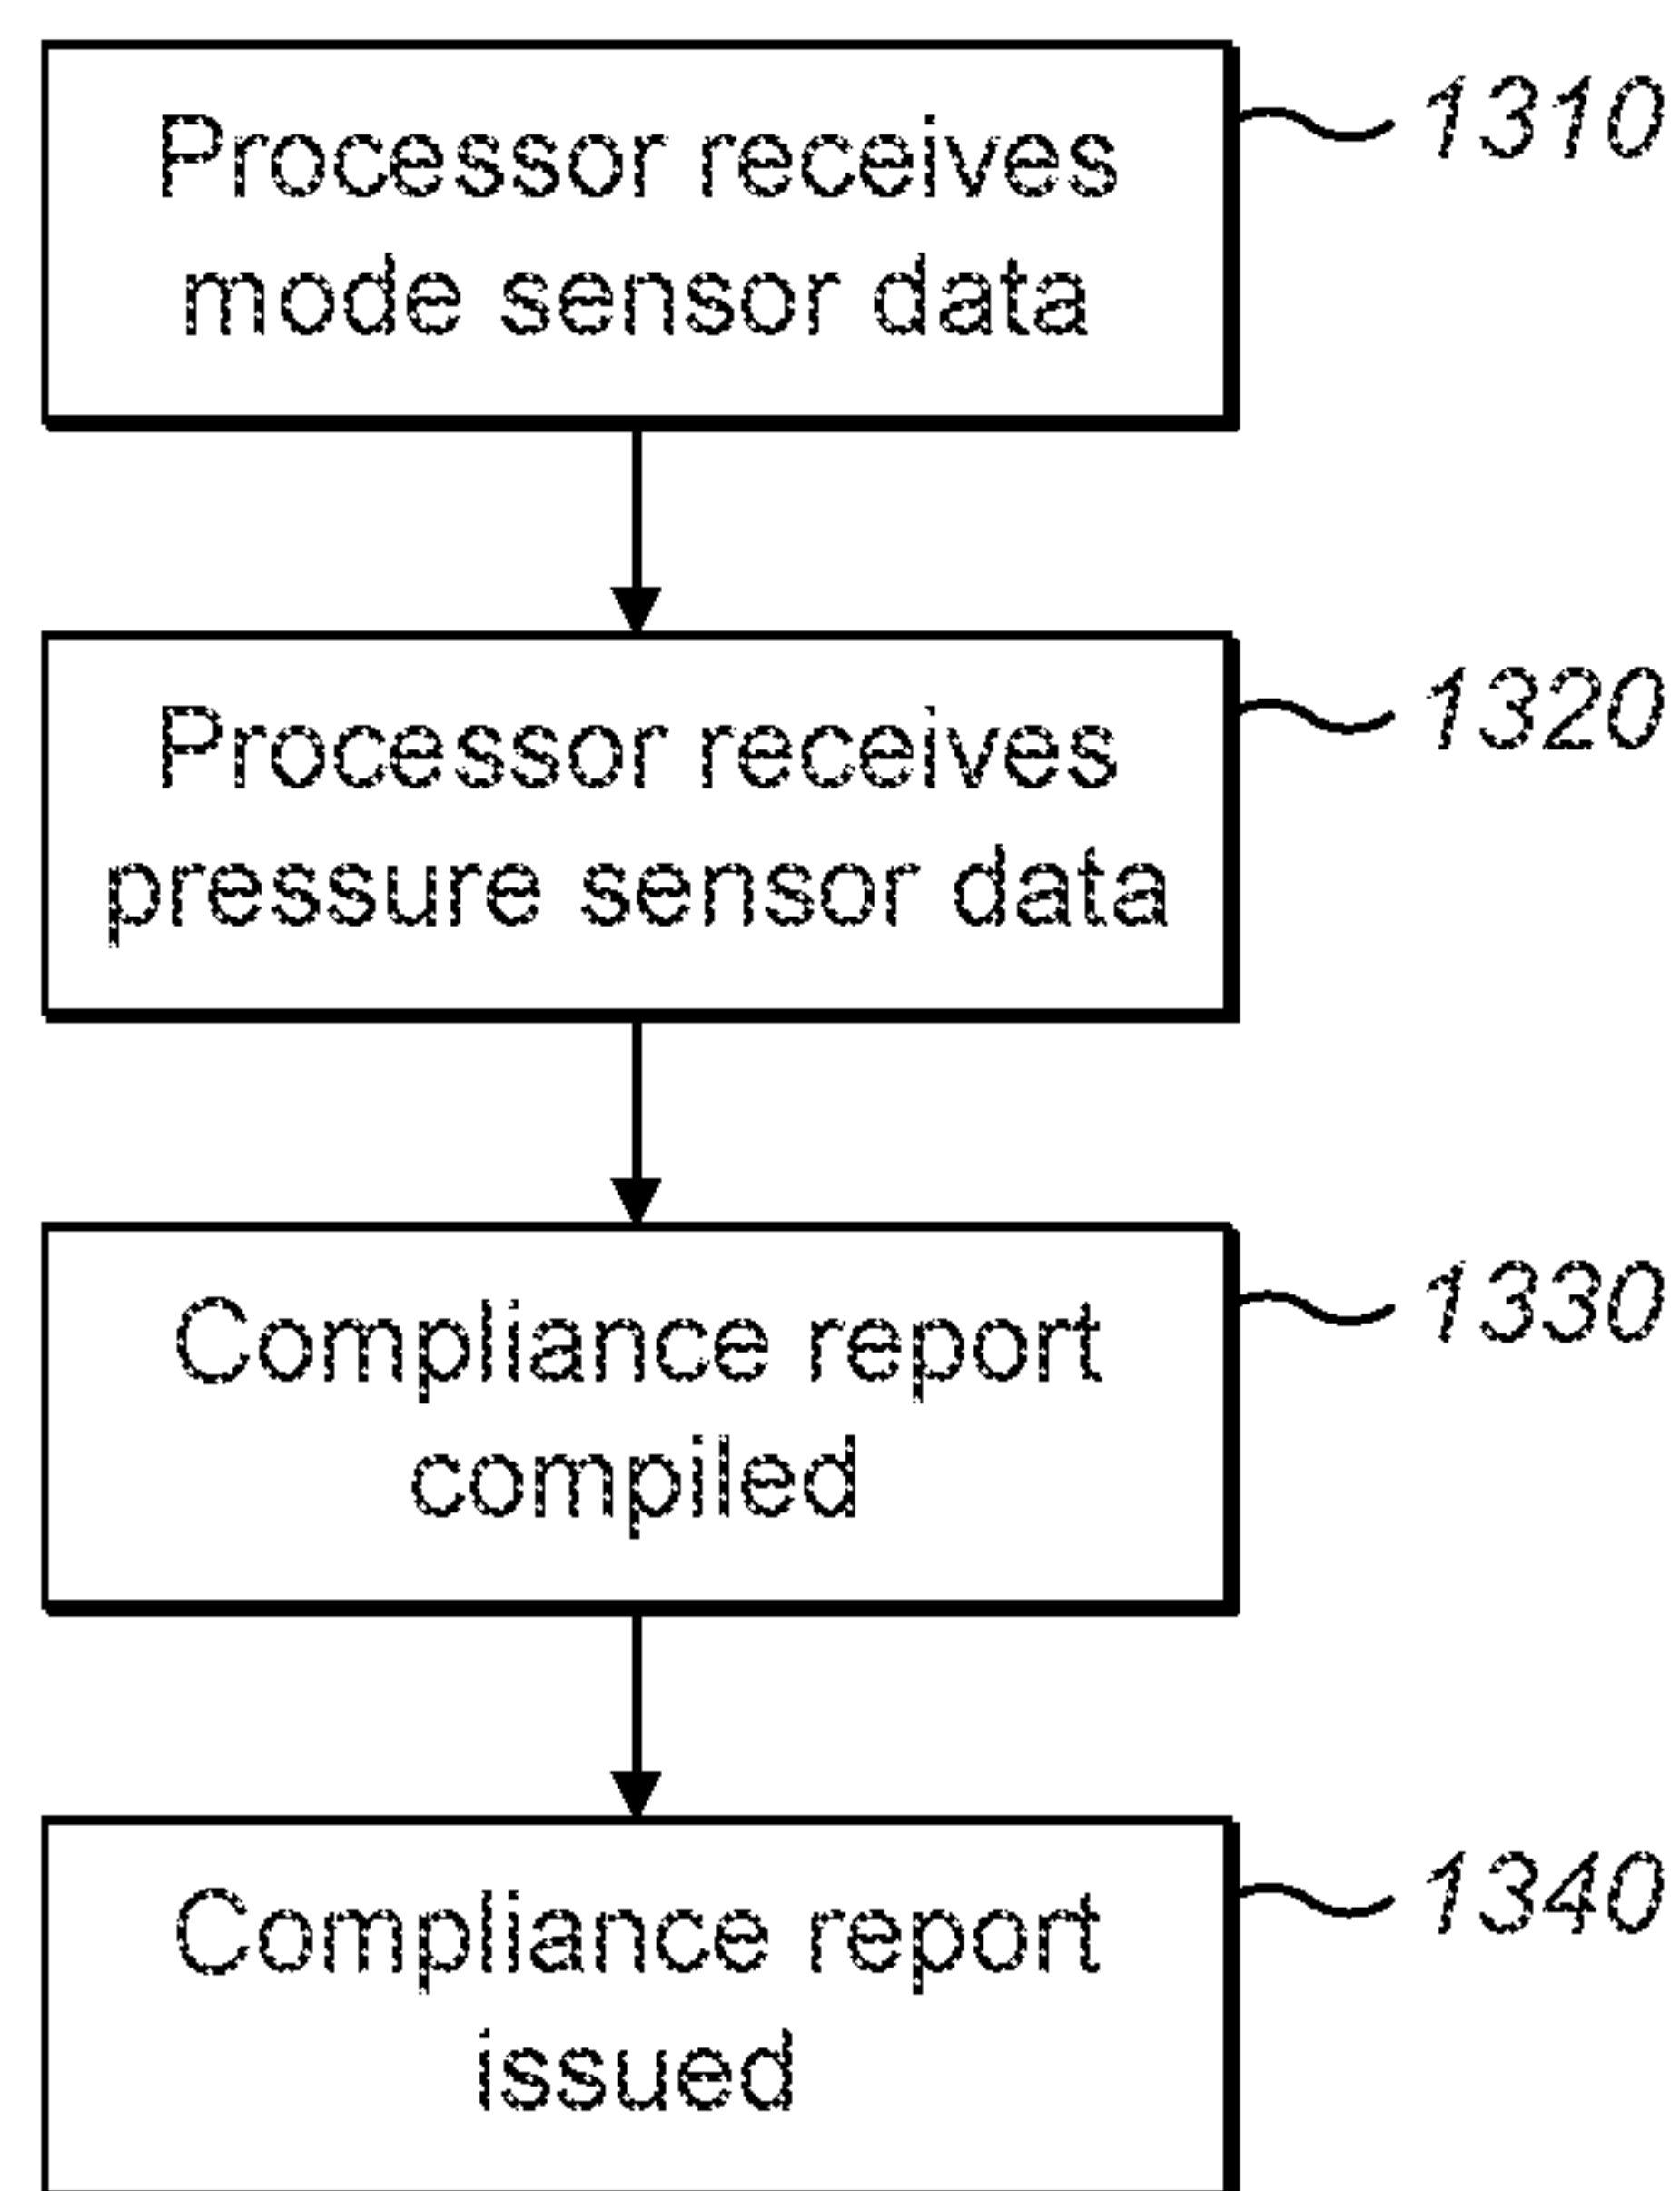 Processor receives
mode sensor data
1310
Processor receives
pressure sensor data
1320
Compliance report
compiled
1330
Compliance report
issued
1340